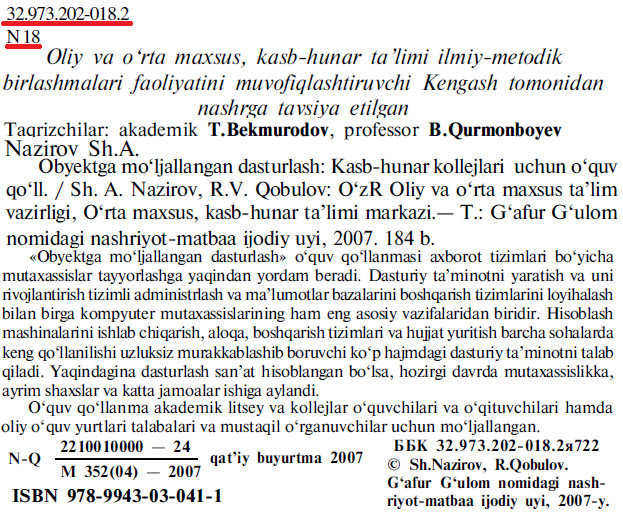 32.973.202-018.2
N 18
Oliy va o‘rta maxsus, kasb-hunar ta’limi ilmiy-metodik
birlashmalari faoliyatini muvofiqlashtiruvchi Kengash tomonidan
nashrga tavsiya etilgan
Taqrizchilar: akademik T.Bekmurodov, professor B.Qurmonboyev
Nazirov Sh.A.
Obyektga mo‘ljallangan dasturlash: Kasb-hunar kollejlari uchun o‘quv
qo‘ll. / Sh. A. Nazirov, R.V. Qobulov: O‘zR Oliy va o‘rta maxsus ta’lim
vazirligi, O‘rta maxsus, kasb-hunar ta’limi markazi.— T.: G‘afur G‘ulom
nomidagi nashriyot-matbaa ijodiy uyi, 2007. 184 b.
«Obyektga mo‘ljallangan dasturlash» o‘quv qo‘llanmasi axborot tizimlari bo‘yicha
mutaxassislar tayyorlashga yaqindan yordam beradi. Dasturiy ta’minotni yaratish va uni
rivojlantirish tizimli administrlash va ma’lumotlar bazalarini boshqarish tizimlarini loyihalash
bilan birga kompyuter mutaxassislarining ham eng asosiy vazifalaridan biridir. Hisoblash
mashinalarini ishlab chiqarish, aloqa, boshqarish tizimlari va hujjat yuritish barcha sohalarda
keng qo‘llanilishi uzluksiz murakkablashib boruvchi ko‘p hajmdagi dasturiy ta’minotni talab
qiladi. Yaqindagina dasturlash san’at hisoblangan bo‘lsa, hozirgi davrda mutaxassislikka,
ayrim shaxslar va katta jamoalar ishiga aylandi.
O‘quv qo‘llanma akademik litsey va kollejlar o‘quvchilari va o‘qituvchilari hamda
oliy o‘quv yurtlari talabalari va mustaqil o‘rganuvchilar uchun mo‘ljallangan.
N-Q 2210010000 — 24 / M 352(04) — 2007 qat’iy buyurtma 2007
ISBN 978-9943-03-041-1
ББК 32.973.202-018.2я722
© Sh.Nazirov, R.Qobulov.
G‘afur G‘ulom nomidagi nash-
riyot-matbaa ijodiy uyi, 2007-y.